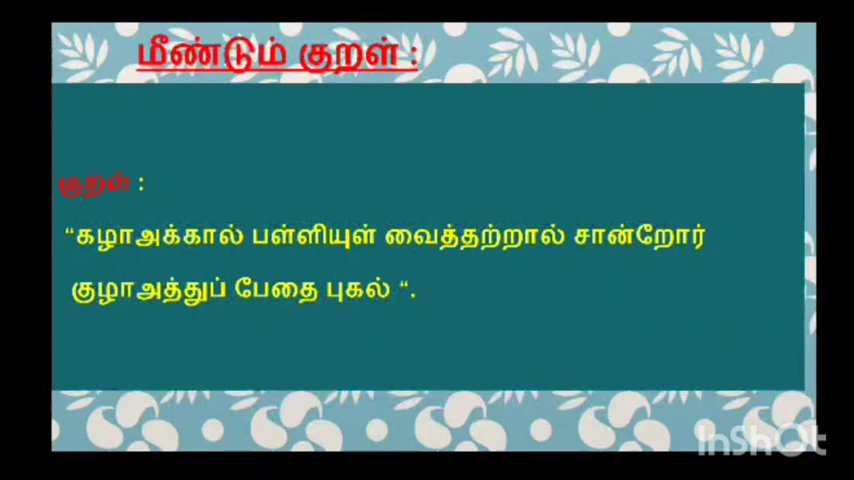 மீண்டும் குறள் :
குறள் :
“கழாஅக்கால் பள்ளியுள் வைத்தற்றால் சான்றோர்
குழாஅத்துப் பேதை புகல் “.
InShOt